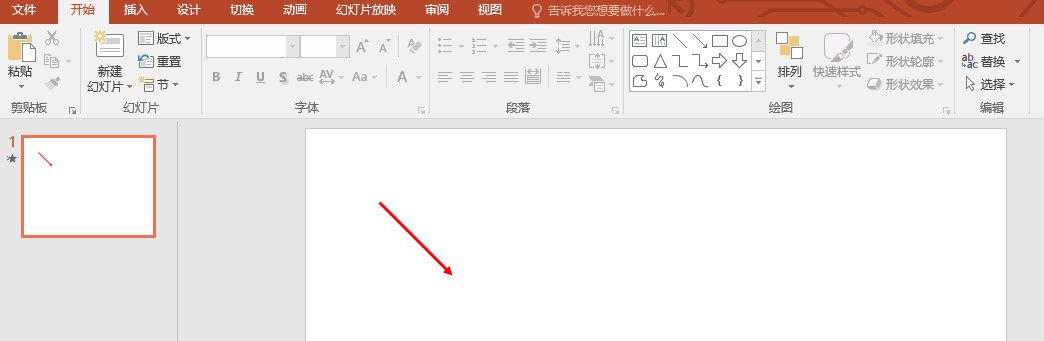 文件 开始 插入 设计 切换 动画 幻灯片放映 审阅 视图 告诉我您想要做什么...
粘贴
剪贴板
新建
幻灯片
版式
重置
节
幻灯片
B I U S abc AV Aa A
字体
段落
排列
快速样式
形状填充
形状轮廓
形状效果
绘图
查找
替换
选择
编辑
1